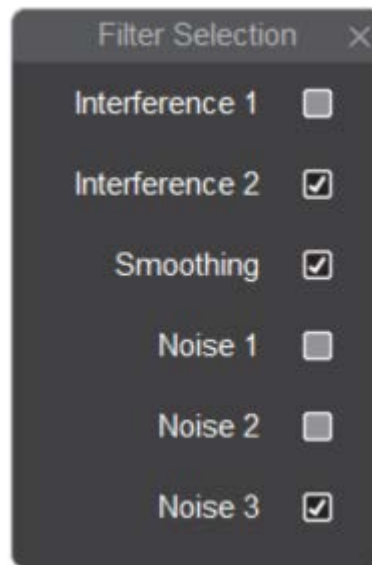 Filter Selection
Interference 1
Interference 2
Smoothing
Noise 1
Noise 2
Noise 3